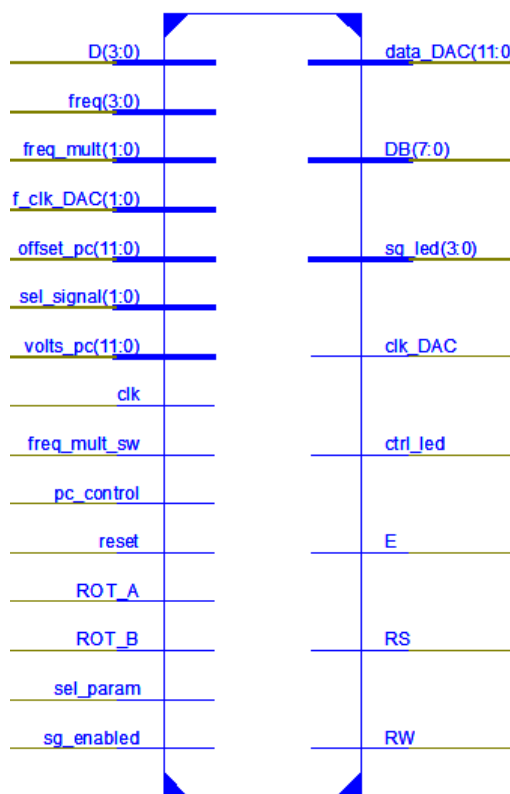 D(3:0)
data_DAC(11:0
freq(3:0)
freq_mult(1:0)
DB(7:0)
f_clk_DAC(1:0)
offset_pc(11:0)
sq_led(3:0)
sel_signal(1:0)
volts_pc(11:0)
clk_DAC
clk
freq_mult_sw
ctrl_led
pc_control
reset
E
ROT_A
ROT_B
RS
sel_param
sg_enabled
RW